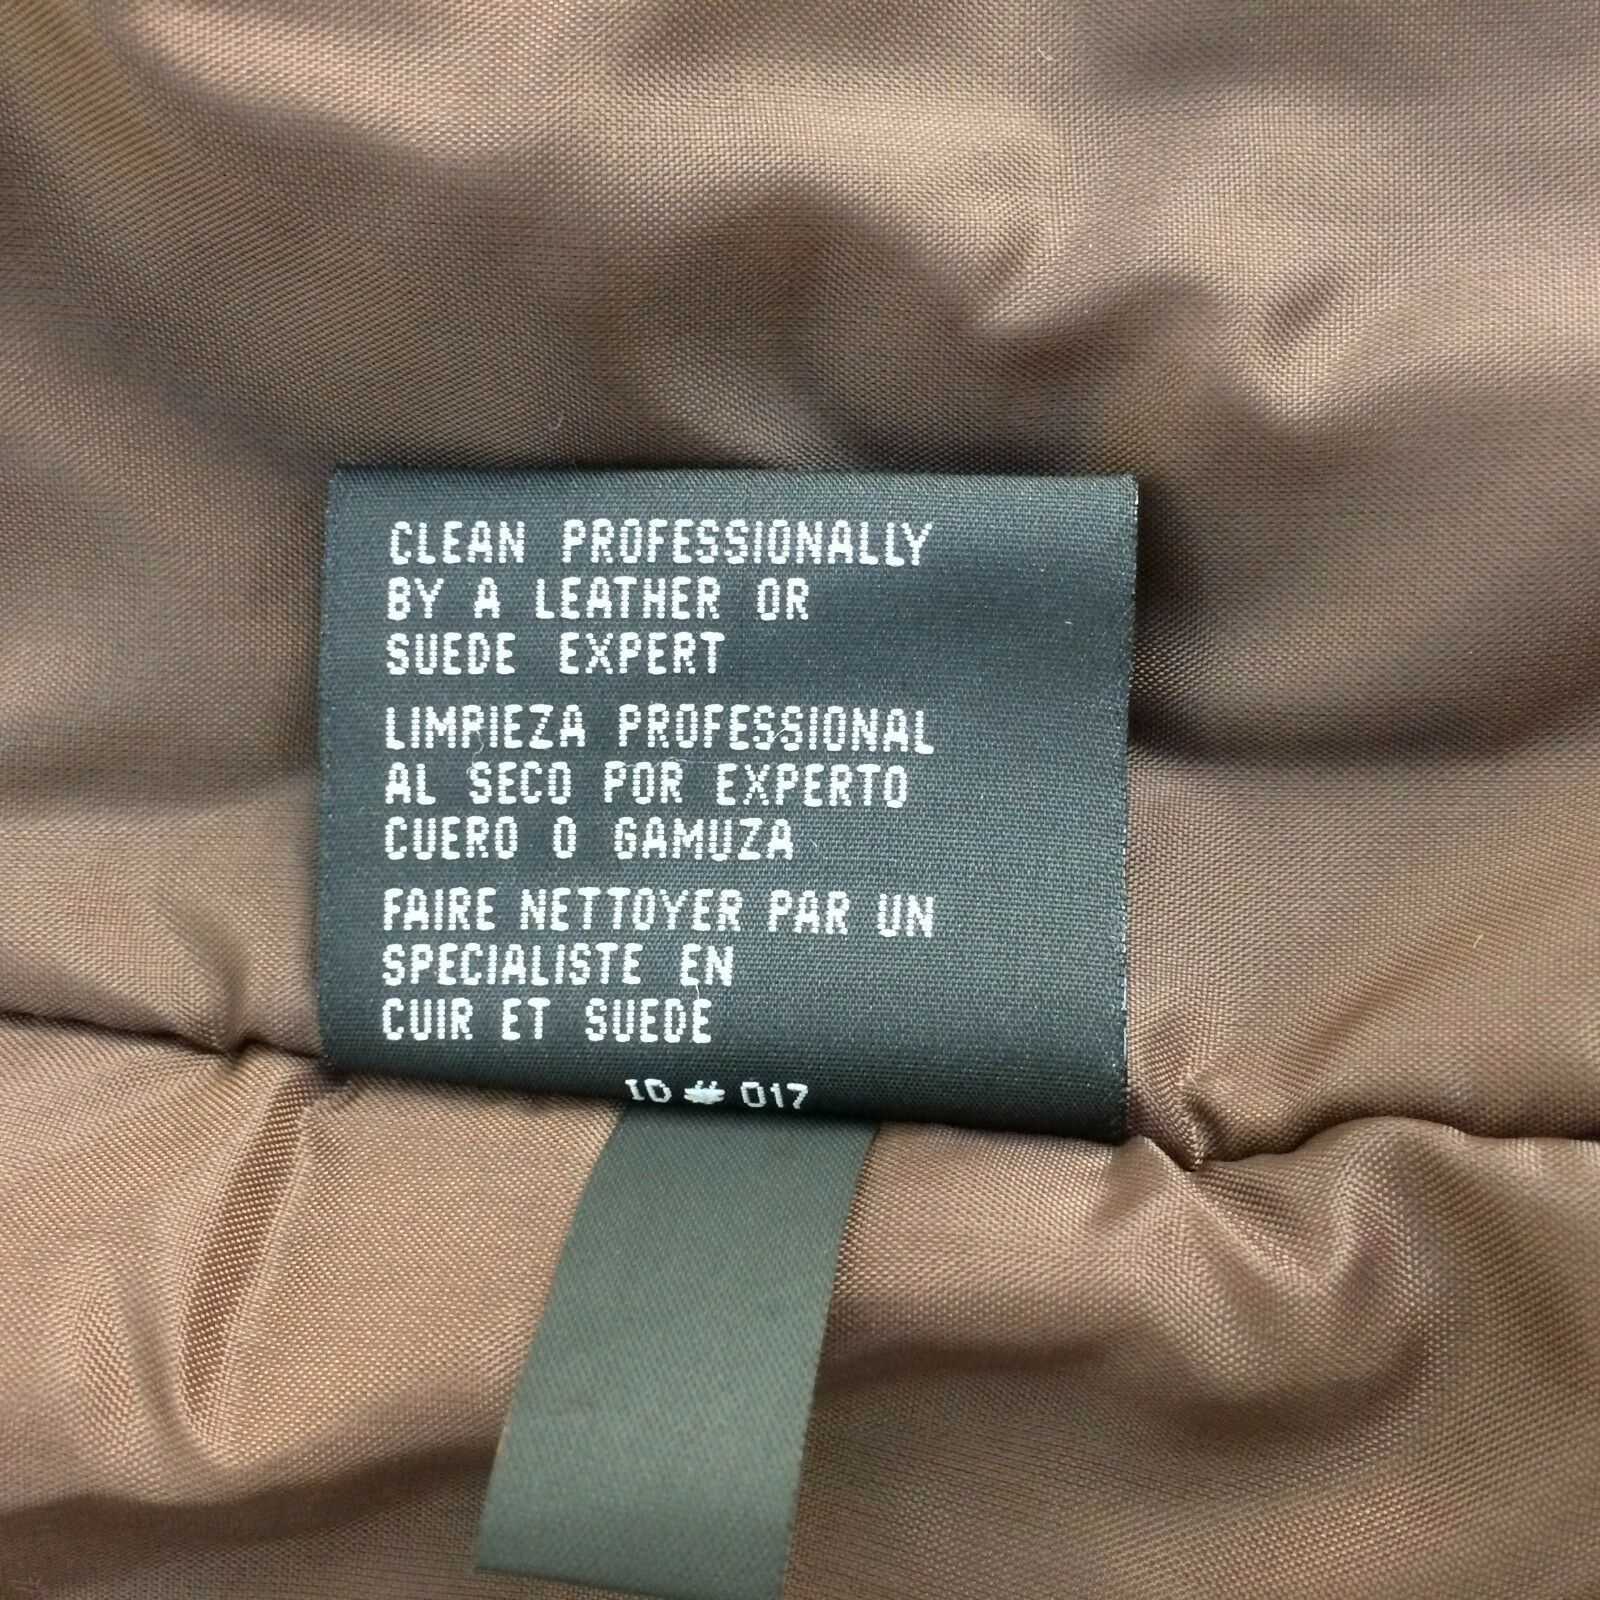 CLEAN PROFESSIONALLY
BY A LEATHER OR
SUEDE EXPERT
LIMPIEZA PROFESSIONAL
AL SECO POR EXPERTO
CUERO O GAMUZA
FAIRE NETTOYER PAR UN
SPECIALISTE EN
CUIR ET SUEDE
ID # 017